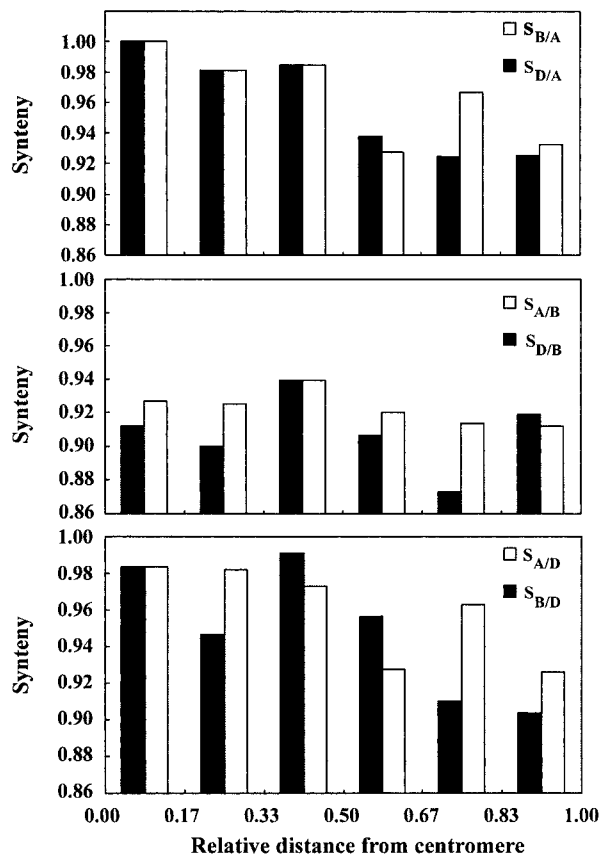 1.00
0.98
0.96
0.94
0.92
0.90
0.88
0.86
Synteny
S_B/A
S_D/A
1.00
0.98
0.96
0.94
0.92
0.90
0.88
0.86
Synteny
S_A/B
S_D/B
1.00
0.98
0.96
0.94
0.92
0.90
0.88
0.86
Synteny
S_A/D
S_B/D
0.00 0.17 0.33 0.50 0.67 0.83 1.00
Relative distance from centromere